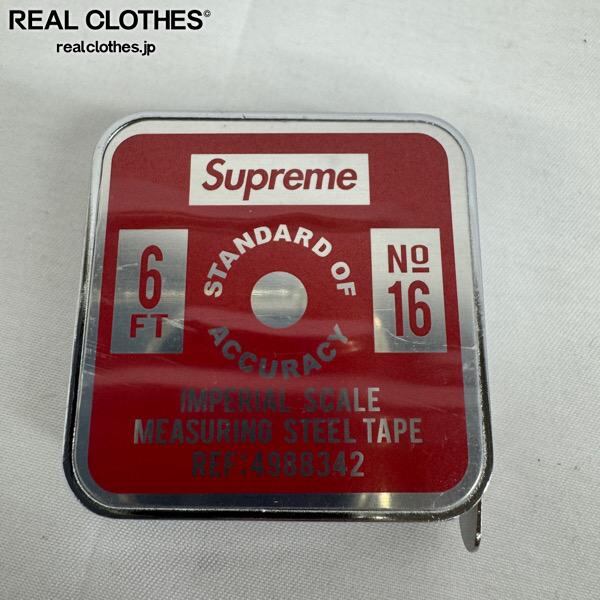 REAL CLOTHES©
realclothes.jp
Supreme
6
FT
STANDARD OF
ACCURACY
No
16
IMPERIAL SCALE
MEASURING STEEL TAPE
REF:4988342